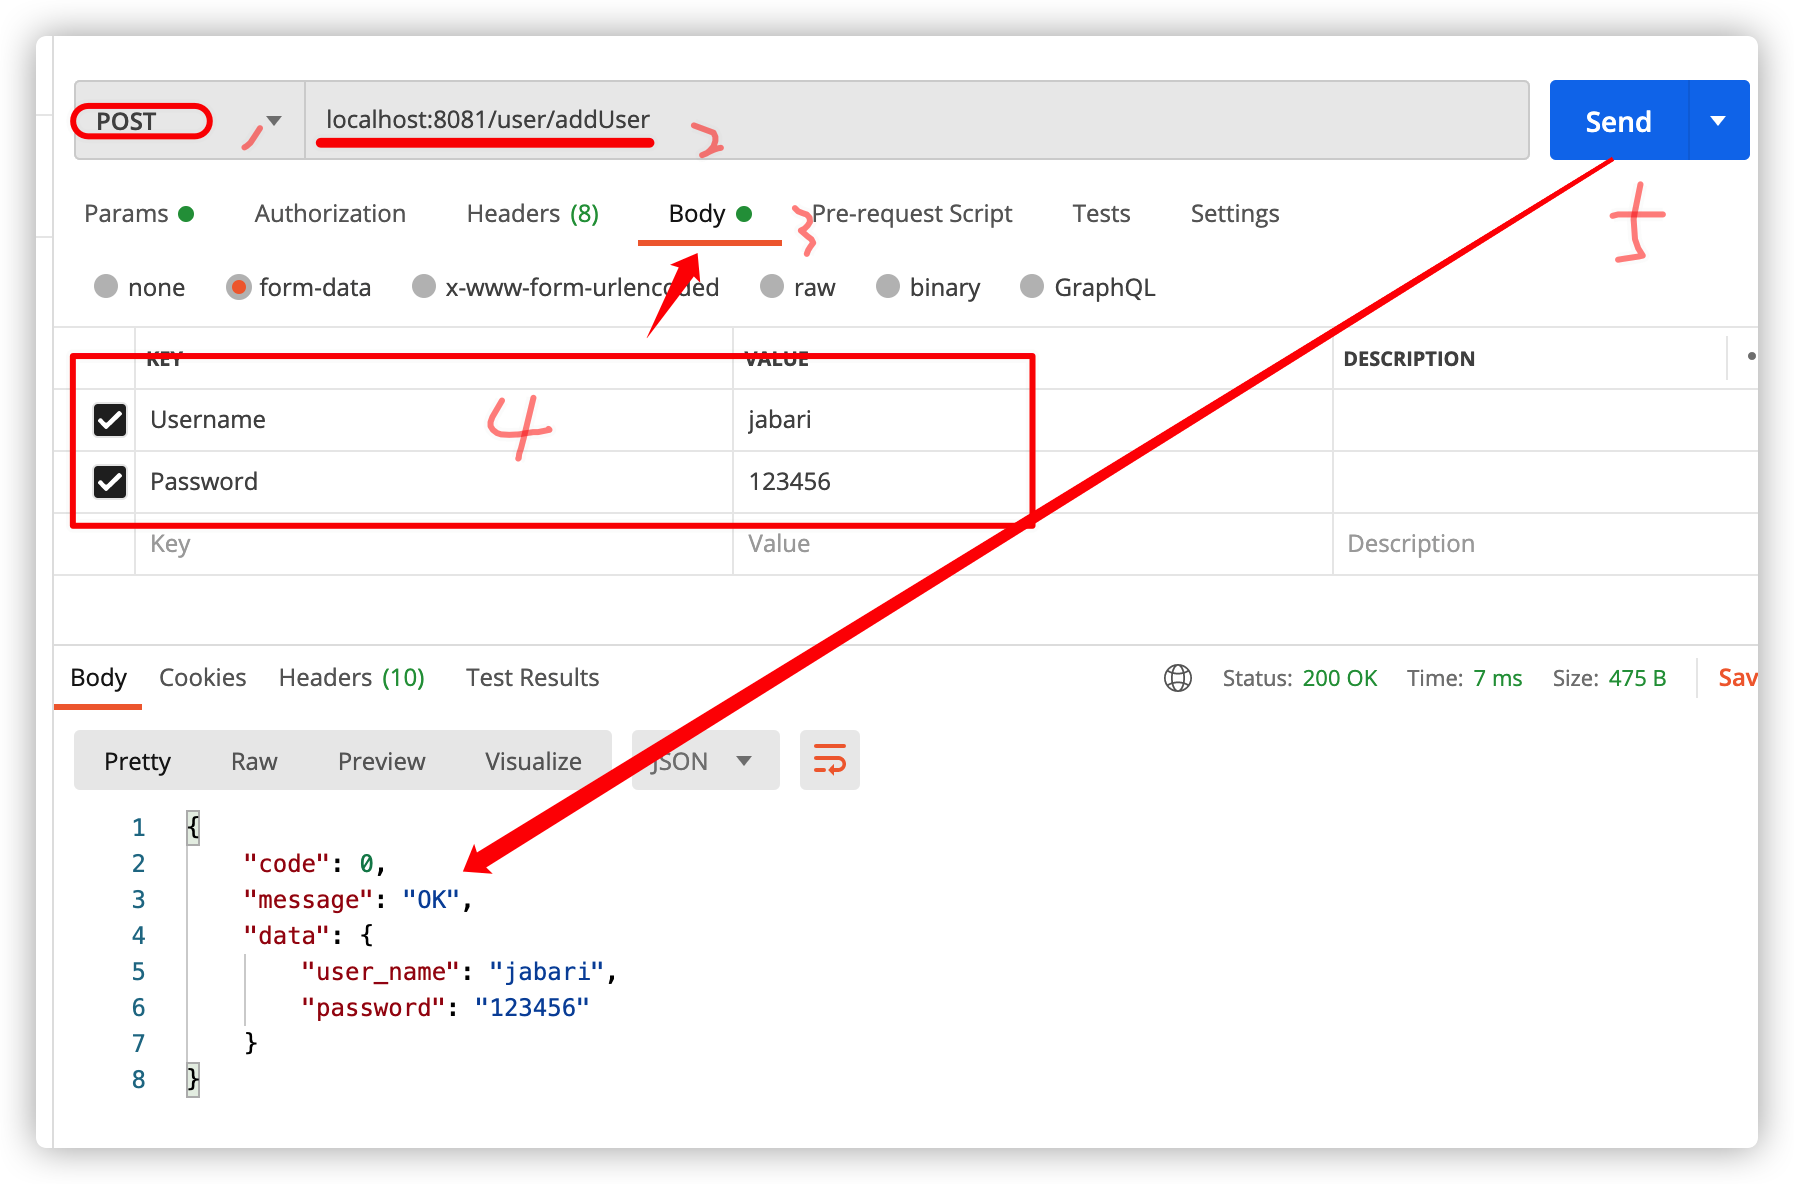 POST localhost:8081/user/addUser Send
1 2
Params Authorization Headers (8) Body Pre-request Script Tests Settings
3 5
none form-data x-www-form-urlencoded raw binary GraphQL
KEY VALUE DESCRIPTION
Username jabari
4
Password 123456
Key Value Description
Body Cookies Headers (10) Test Results Status: 200 OK Time: 7 ms Size: 475 B Sav
Pretty Raw Preview Visualize JSON
1 {
2 "code": 0,
3 "message": "OK",
4 "data": {
5 "user_name": "jabari",
6 "password": "123456"
7 }
8 }